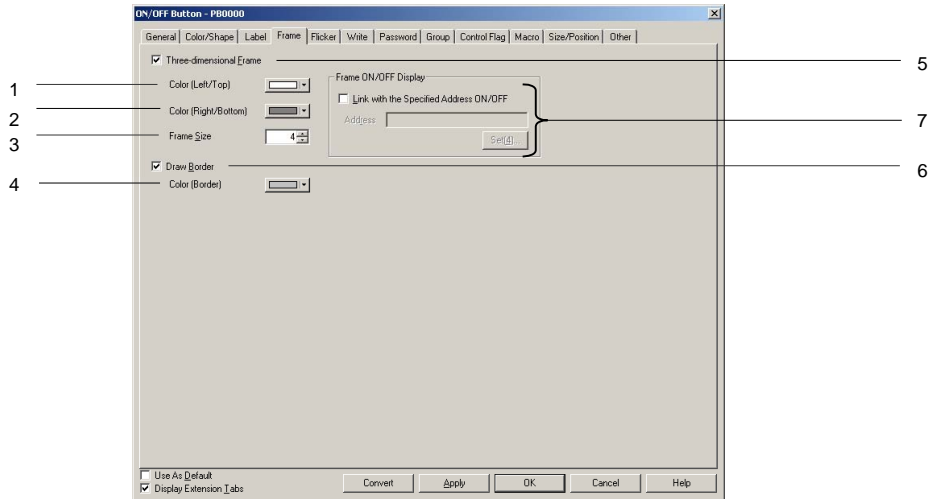 ON/OFF Button - PB0000
General Color/Shape Label Frame Flicker Write Password Group Control Flag Macro Size/Position Other
Three-dimensional Frame
5
1
Color (Left/Top)
Frame ON/OFF Display
Link with the Specified Address ON/OFF
2
Color (Right/Bottom)
Address
7
3
Frame Size
4
Set(4)...
Draw Border
6
4
Color (Border)
Use As Default
Display Extension Tabs
Convert Apply OK Cancel Help